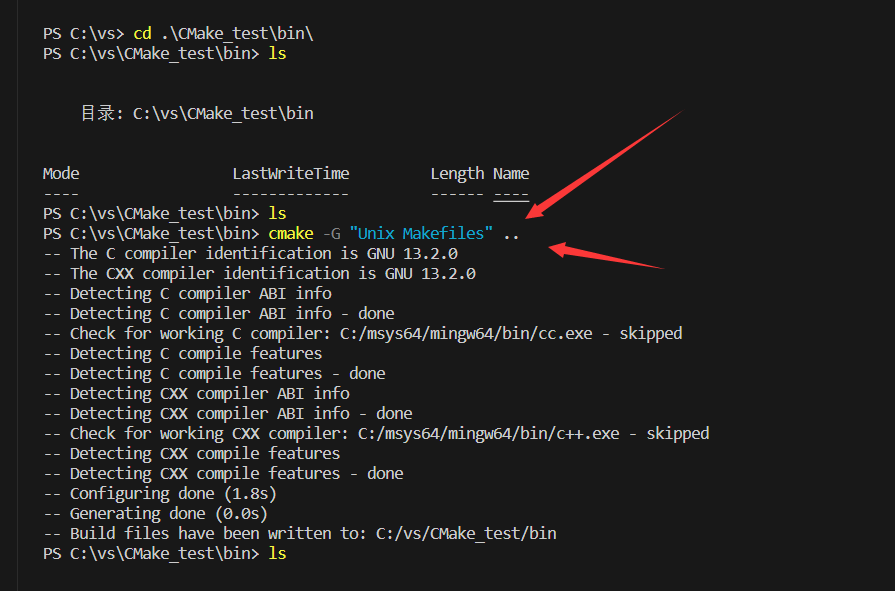 PS C:\vs> cd .\CMake_test\bin\
PS C:\vs\CMake_test\bin> ls
目录: C:\vs\CMake_test\bin
Mode LastWriteTime Length Name
---- ------------- ------ ----
PS C:\vs\CMake_test\bin> ls
PS C:\vs\CMake_test\bin> cmake -G "Unix Makefiles" ..
-- The C compiler identification is GNU 13.2.0
-- The CXX compiler identification is GNU 13.2.0
-- Detecting C compiler ABI info
-- Detecting C compiler ABI info - done
-- Check for working C compiler: C:/msys64/mingw64/bin/cc.exe - skipped
-- Detecting C compile features
-- Detecting C compile features - done
-- Detecting CXX compiler ABI info
-- Detecting CXX compiler ABI info - done
-- Check for working CXX compiler: C:/msys64/mingw64/bin/c++.exe - skipped
-- Detecting CXX compile features
-- Detecting CXX compile features - done
-- Configuring done (1.8s)
-- Generating done (0.0s)
-- Build files have been written to: C:/vs/CMake_test/bin
PS C:\vs\CMake_test\bin> ls